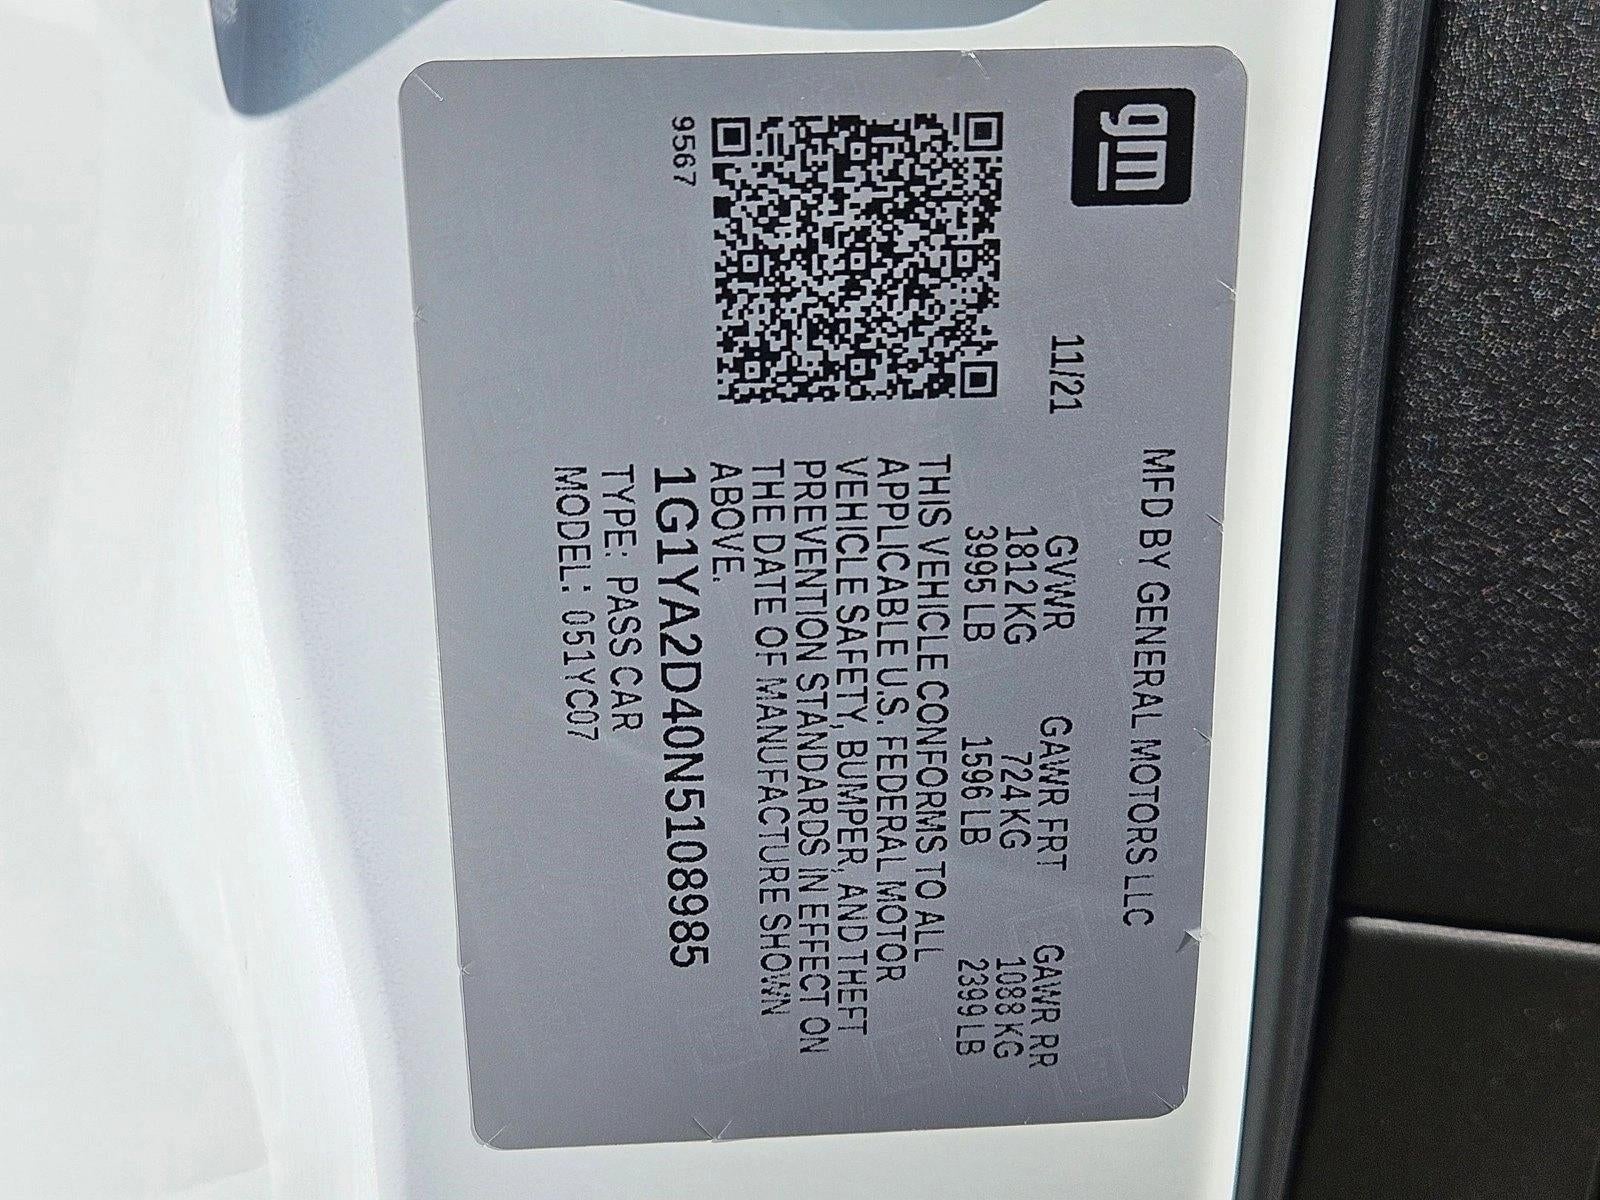 gm
MFD BY GENERAL MOTORS LLC
11/21
GVWR GAWR FRT GAWR RR
1812 KG 724 KG 1088 KG
3995 LB 1596 LB 2399 LB
THIS VEHICLE CONFORMS TO ALL
APPLICABLE U.S. FEDERAL MOTOR
VEHICLE SAFETY, BUMPER, AND THEFT
PREVENTION STANDARDS IN EFFECT ON
THE DATE OF MANUFACTURE SHOWN
ABOVE.
9567
1G1YA2D40N5108985
TYPE: PASS CAR
MODEL: 051YC07